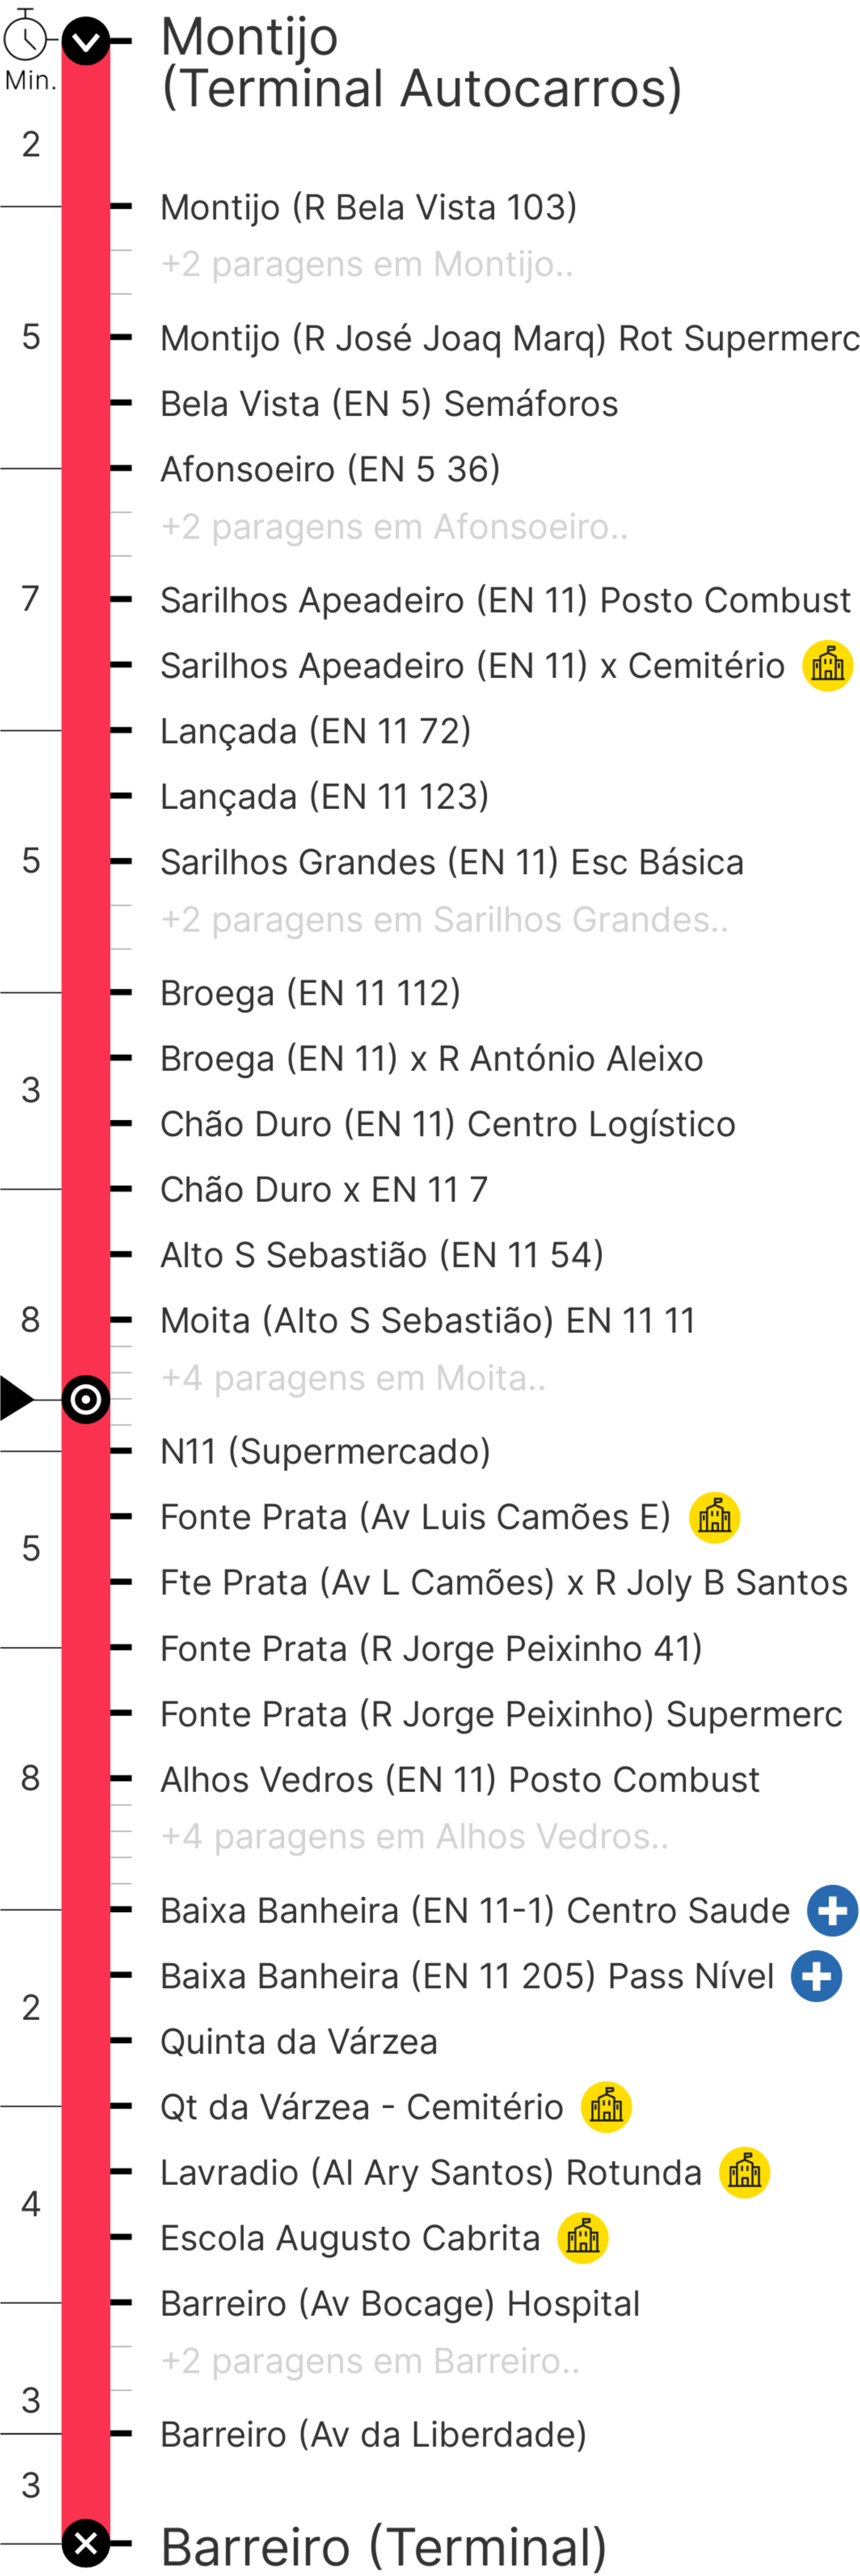 Montijo
(Terminal Autocarros)
Min.
2
Montijo (R Bela Vista 103)
+2 paragens em Montijo..
5
Montijo (R José Joaq Marq) Rot Supermerc
Bela Vista (EN 5) Semáforos
Afonsoeiro (EN 5 36)
+2 paragens em Afonsoeiro..
7
Sarilhos Apeadeiro (EN 11) Posto Combust
Sarilhos Apeadeiro (EN 11) x Cemitério
Lançada (EN 11 72)
Lançada (EN 11 123)
5
Sarilhos Grandes (EN 11) Esc Básica
+2 paragens em Sarilhos Grandes..
Broega (EN 11 112)
Broega (EN 11) x R António Aleixo
3
Chão Duro (EN 11) Centro Logístico
Chão Duro x EN 11 7
Alto S Sebastião (EN 11 54)
8
Moita (Alto S Sebastião) EN 11 11
+4 paragens em Moita..
N11 (Supermercado)
Fonte Prata (Av Luis Camões E)
5
Fte Prata (Av L Camões) x R Joly B Santos
Fonte Prata (R Jorge Peixinho 41)
Fonte Prata (R Jorge Peixinho) Supermerc
8
Alhos Vedros (EN 11) Posto Combust
+4 paragens em Alhos Vedros..
Baixa Banheira (EN 11-1) Centro Saude
Baixa Banheira (EN 11 205) Pass Nível
2
Quinta da Várzea
Qt da Várzea - Cemitério
Lavradio (Al Ary Santos) Rotunda
4
Escola Augusto Cabrita
Barreiro (Av Bocage) Hospital
+2 paragens em Barreiro..
3
Barreiro (Av da Liberdade)
3
Barreiro (Terminal)